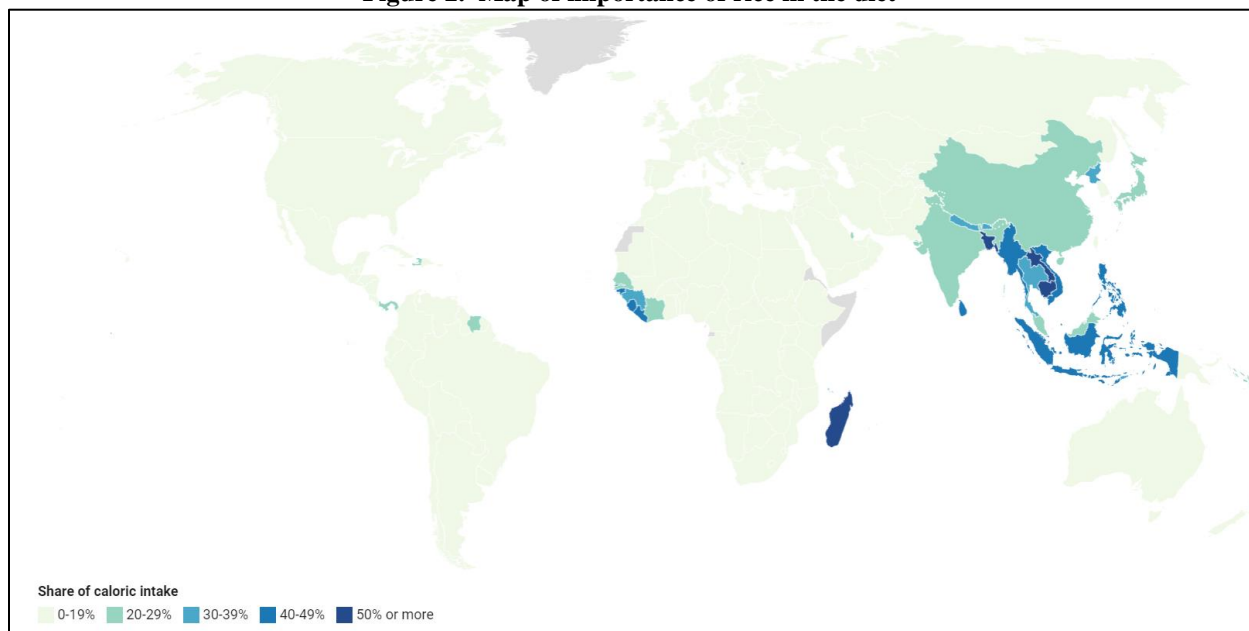 Figure 2. Map of importance of rice in the diet
Share of caloric intake
0-19% 20-29% 30-39% 40-49% 50% or more